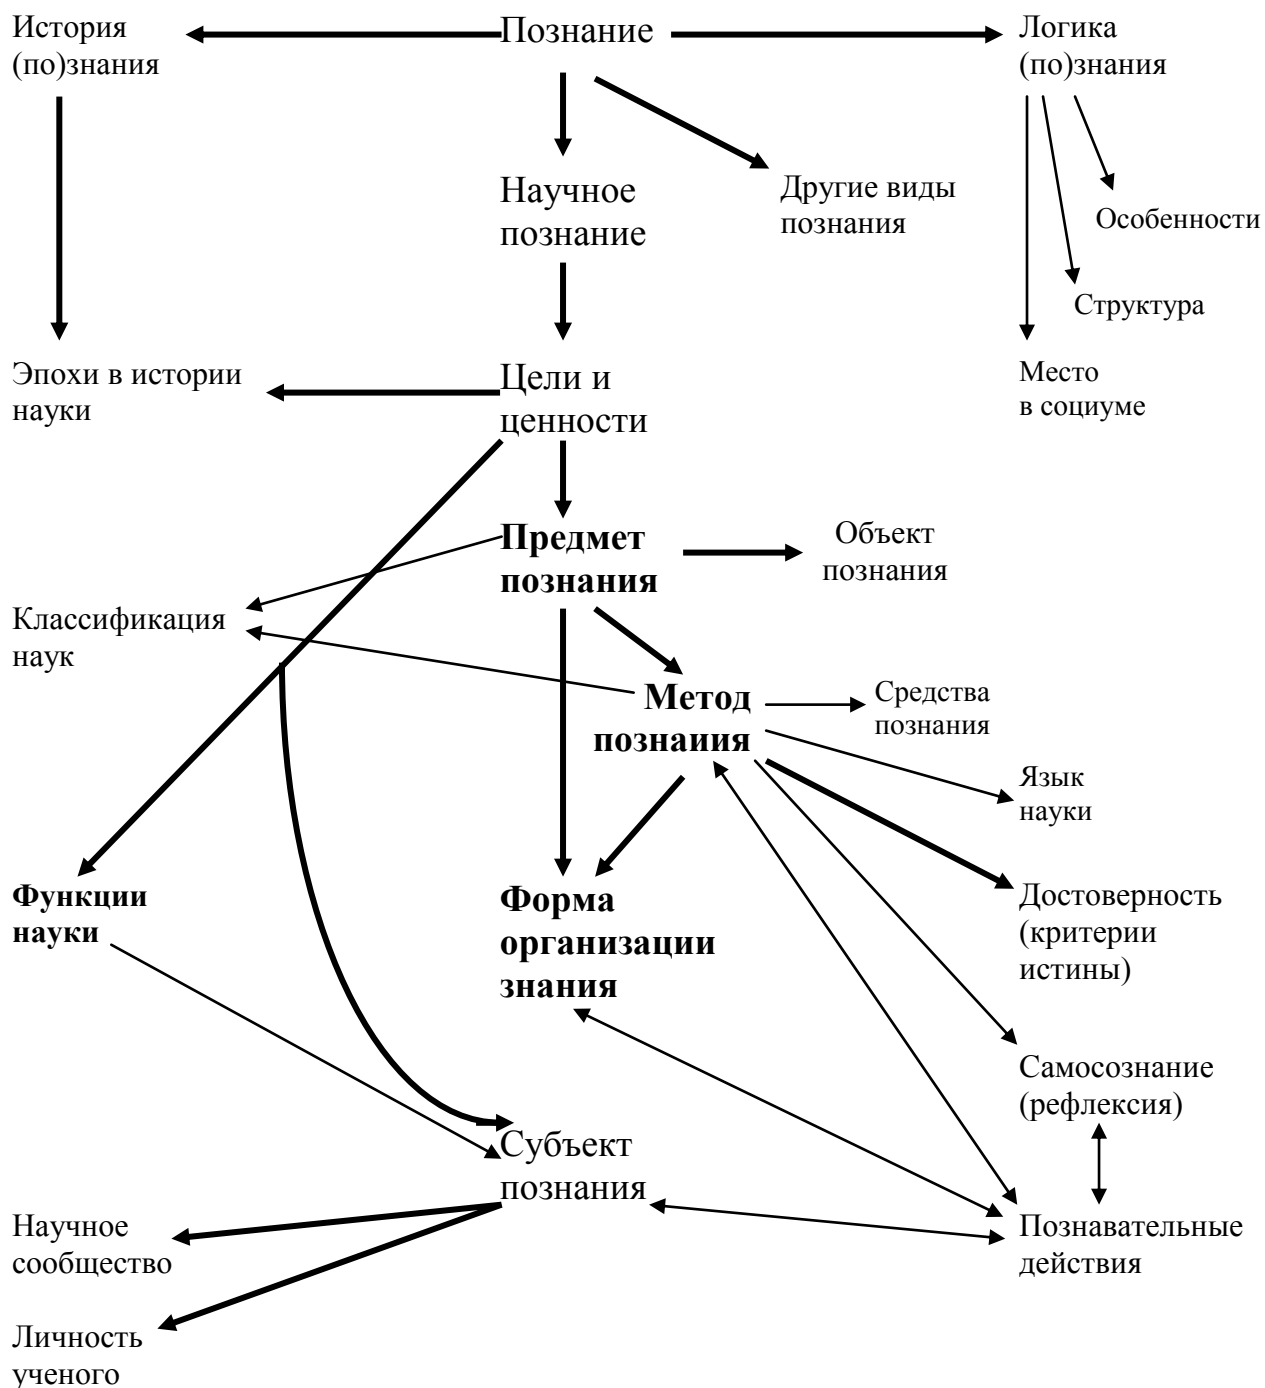 История
(по)знания
Познание
Логика
(по)знания
Научное
познание
Другие виды
познания
Особенности
Структура
Эпохи в истории
науки
Цели и
ценности
Место
в социуме
Предмет
познания
Объект
познания
Классификация
наук
Метод
познаиия
Средства
познания
Язык
науки
Функции
науки
Форма
организации
знания
Достоверность
(критерии
истины)
Самосознание
(рефлексия)
Субъект
познания
Научное
сообщество
Познавательные
действия
Личность
ученого